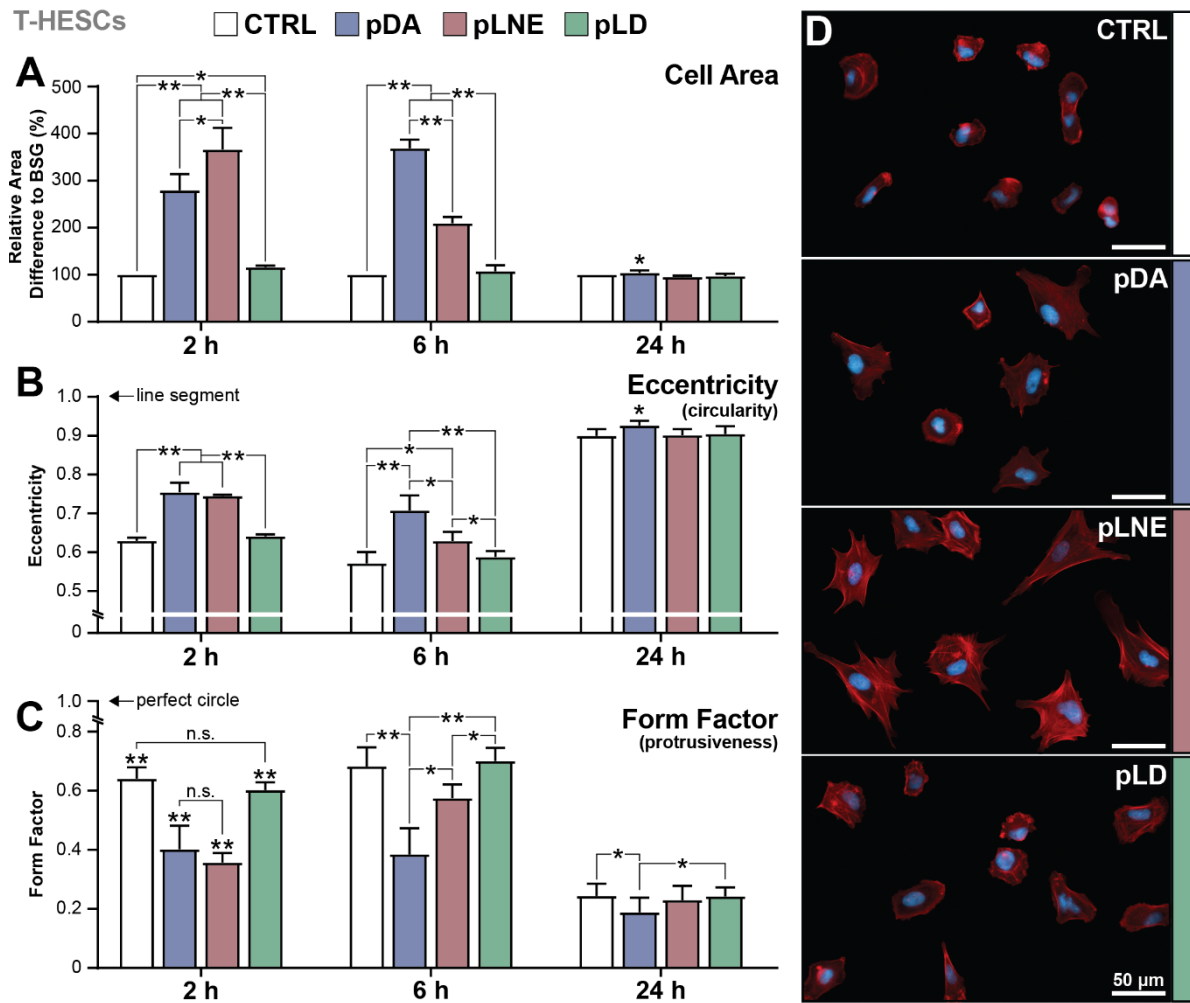 T-HESCs
CTRL pDA pLNE pLD
A
Cell Area
Relative Area
Difference to BSG (%)
500
400
300
200
100
0
** * **
*
** **
**
*
2 h 6 h 24 h
B
Eccentricity
(circularity)
Eccentricity
1.0
0.9
0.8
0.7
0.6
0.5
0
line segment
** **
**
*
** *
*
*
2 h 6 h 24 h
C
Form Factor
(protrusiveness)
Form Factor
1.0
0.8
0.6
0.4
0.2
0
perfect circle
n.s.
** **
n.s.
** **
**
** *
*
* *
2 h 6 h 24 h
D
CTRL
pDA
pLNE
pLD
50 µm